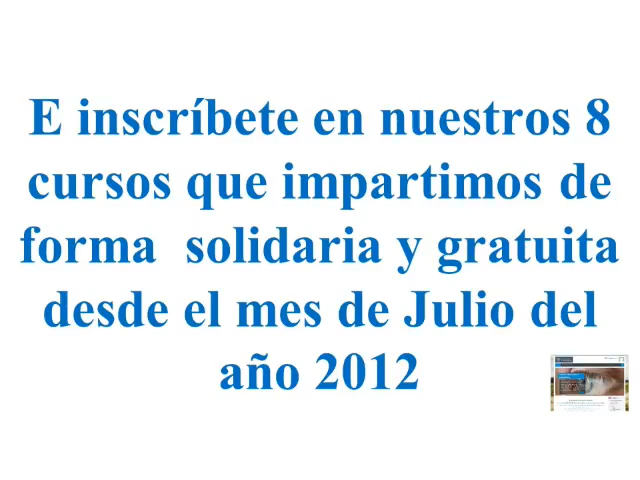 E inscríbete en nuestros 8
cursos que impartimos de
forma  solidaria y gratuita
desde el mes de Julio del
año 2012